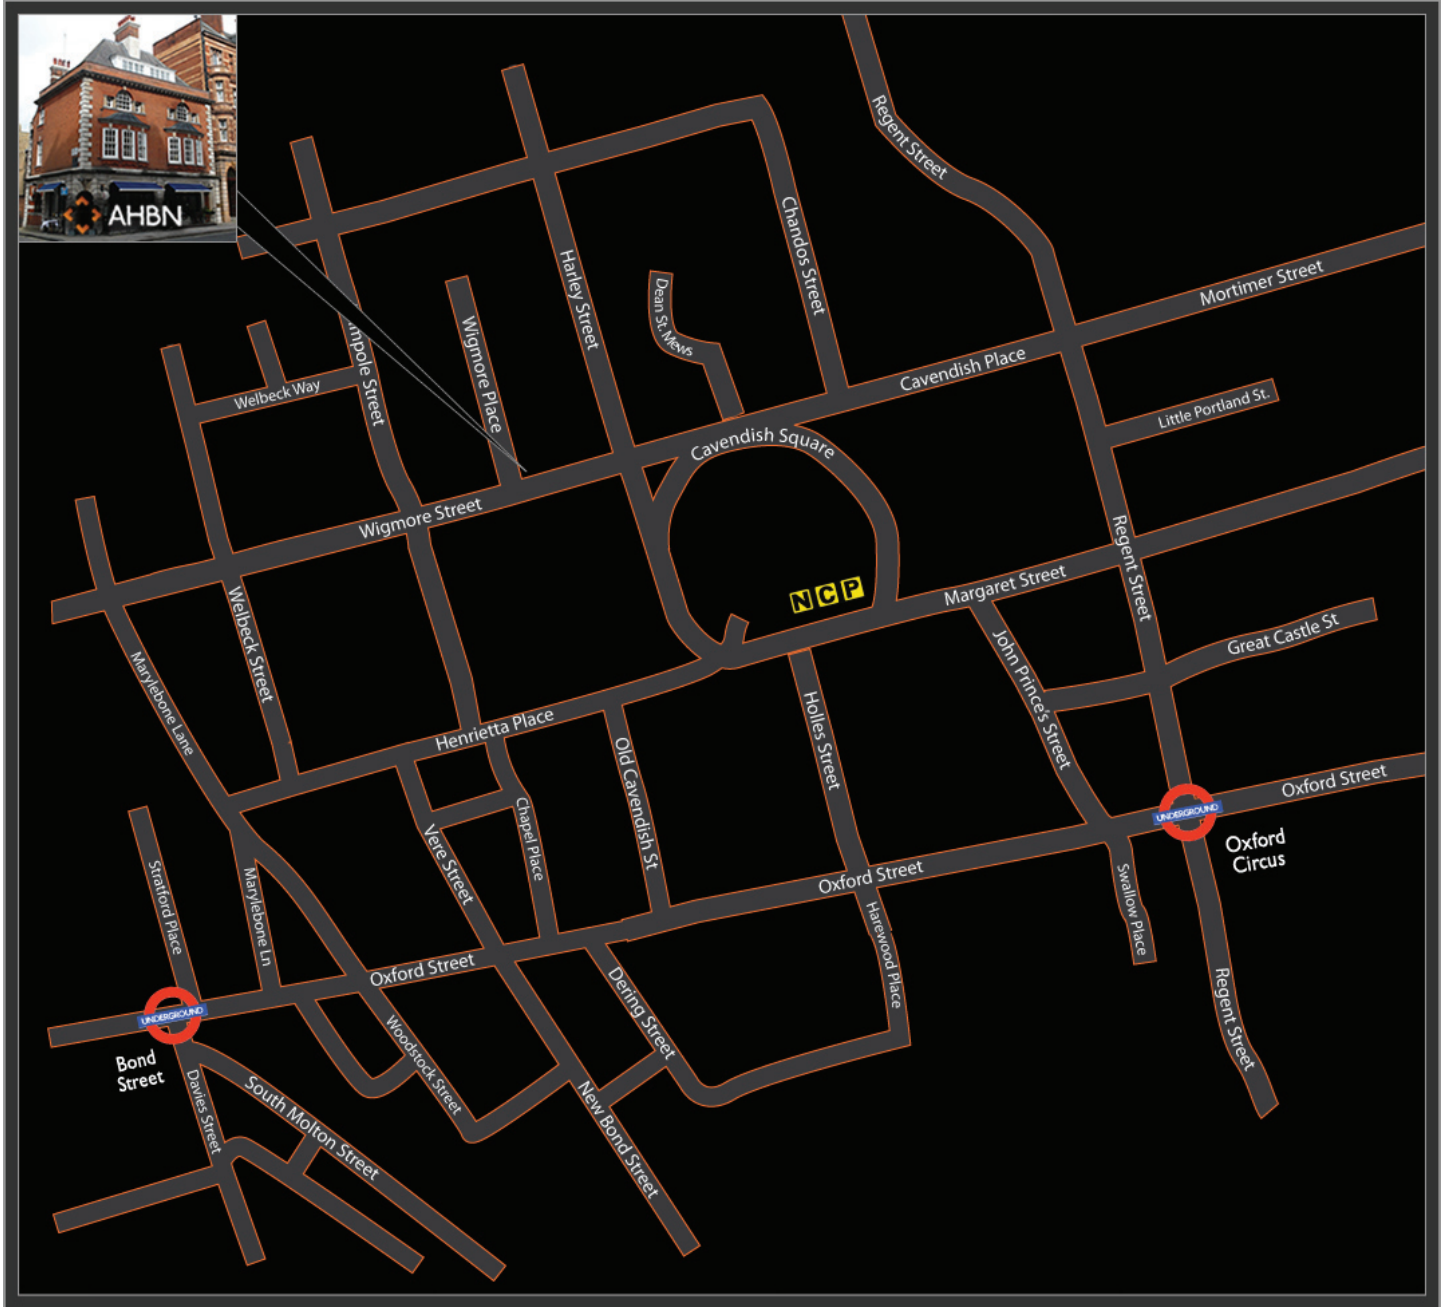 AHBN
Regent Street
Chandos Street
Harley Street
Dean St. Mews
Mortimer Street
Cavendish Place
Wigmore Place
mpole Street
Welbeck Way
Little Portland St.
Cavendish Square
Wigmore Street
Regent Street
NCP
Margaret Street
Great Castle St
Welbeck Street
Marylebone Lane
John Prince's Street
Henrietta Place
Holles Street
Old Cavendish St
Oxford Street
UNDERGROUND
Oxford
Circus
Chapel Place
Vere Street
Stratford Place
Marylebone Ln
Oxford Street
Swallow Place
Harewood Place
Oxford Street
Dering Street
Regent Street
UNDERGROUND
Bond
Street
Woodstock Street
Davies Street
South Molton Street
New Bond Street